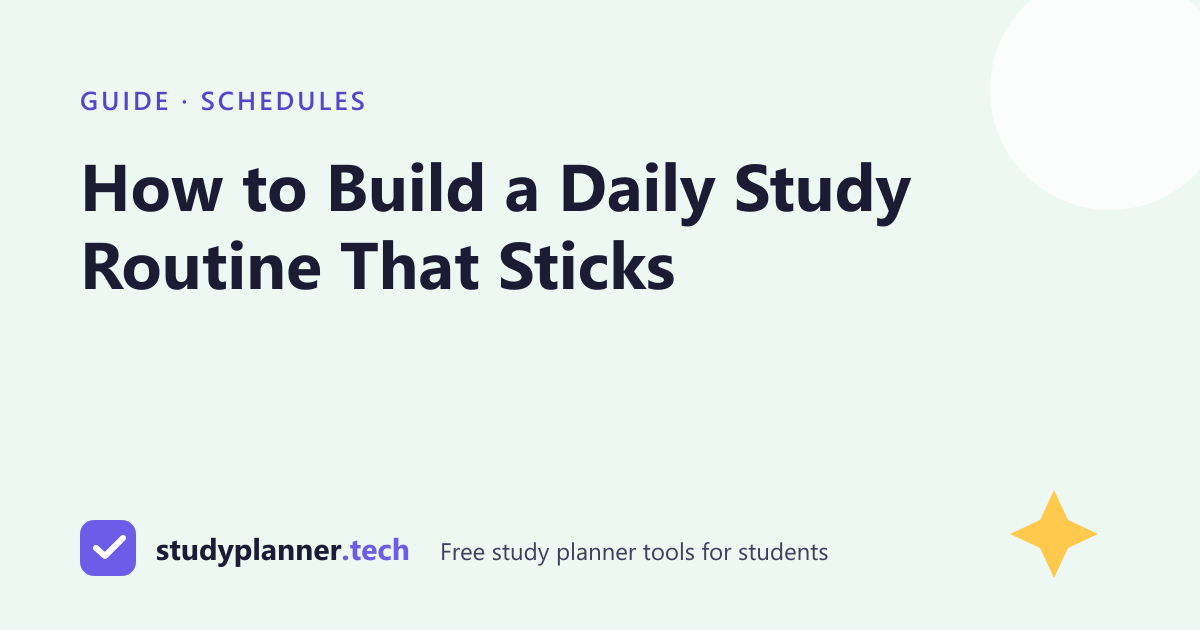 GUIDE · SCHEDULES
How to Build a Daily Study
Routine That Sticks
studyplanner.tech Free study planner tools for students